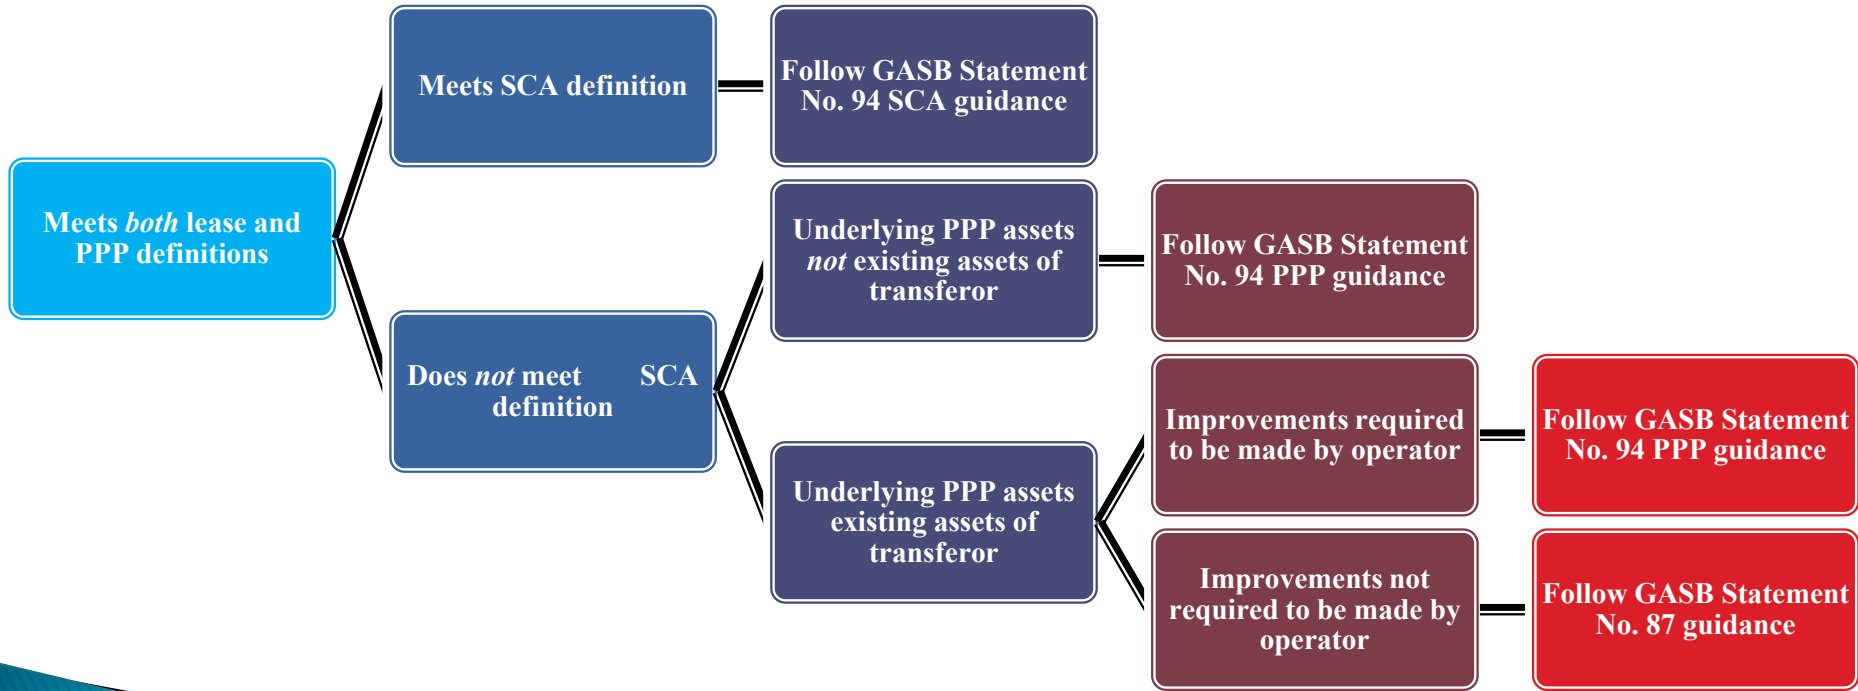 Meets both lease and
PPP definitions
Meets SCA definition
Follow GASB Statement
No. 94 SCA guidance
Does not meet SCA
definition
Underlying PPP assets
not existing assets of
transferor
Follow GASB Statement
No. 94 PPP guidance
Underlying PPP assets
existing assets of
transferor
Improvements required
to be made by operator
Follow GASB Statement
No. 94 PPP guidance
Improvements not
required to be made by
operator
Follow GASB Statement
No. 87 guidance